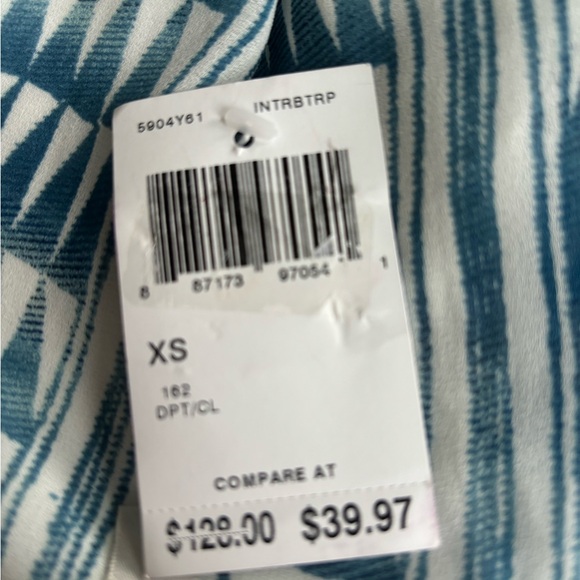 5904Y61 INTRBTRP
8 87173 97054 1
XS
162
DPT/CL
COMPARE AT
$128.00 $39.97